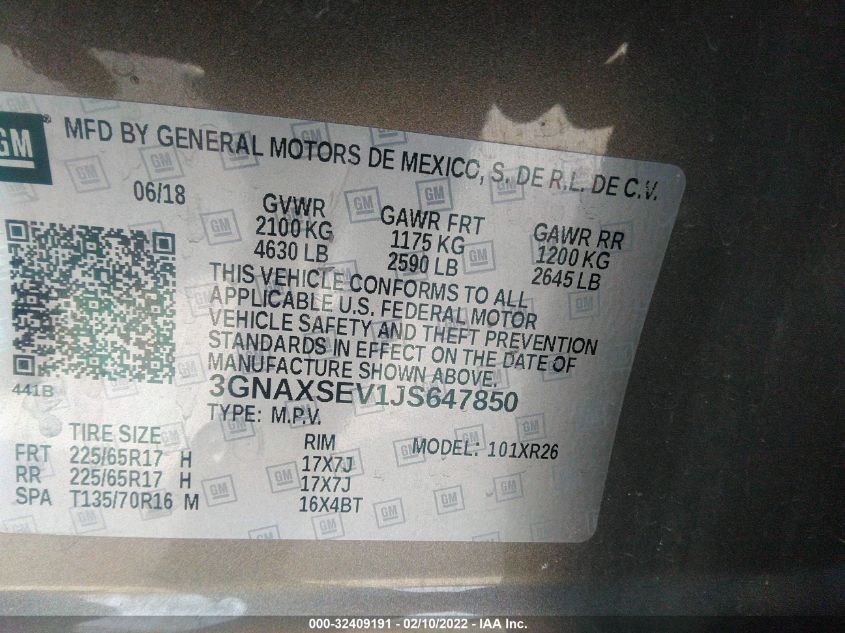 GM
MFD BY GENERAL MOTORS DE MEXICO, S. DE R.L. DE C.V.
06/18
GVWR
2100 KG
4630 LB
GAWR FRT
1175 KG
2590 LB
GAWR RR
1200 KG
2645 LB
THIS VEHICLE CONFORMS TO ALL
APPLICABLE U.S. FEDERAL MOTOR
VEHICLE SAFETY AND THEFT PREVENTION
STANDARDS IN EFFECT ON THE DATE OF
MANUFACTURE SHOWN ABOVE.
441B
3GNAXSEV1JS647850
TYPE: M.P.V.
MODEL: 101XR26
TIRE SIZE RIM
FRT 225/65R17 H 17X7J
RR 225/65R17 H 17X7J
SPA T135/70R16 M 16X4BT
000-32409191 - 02/10/2022 - IAA Inc.